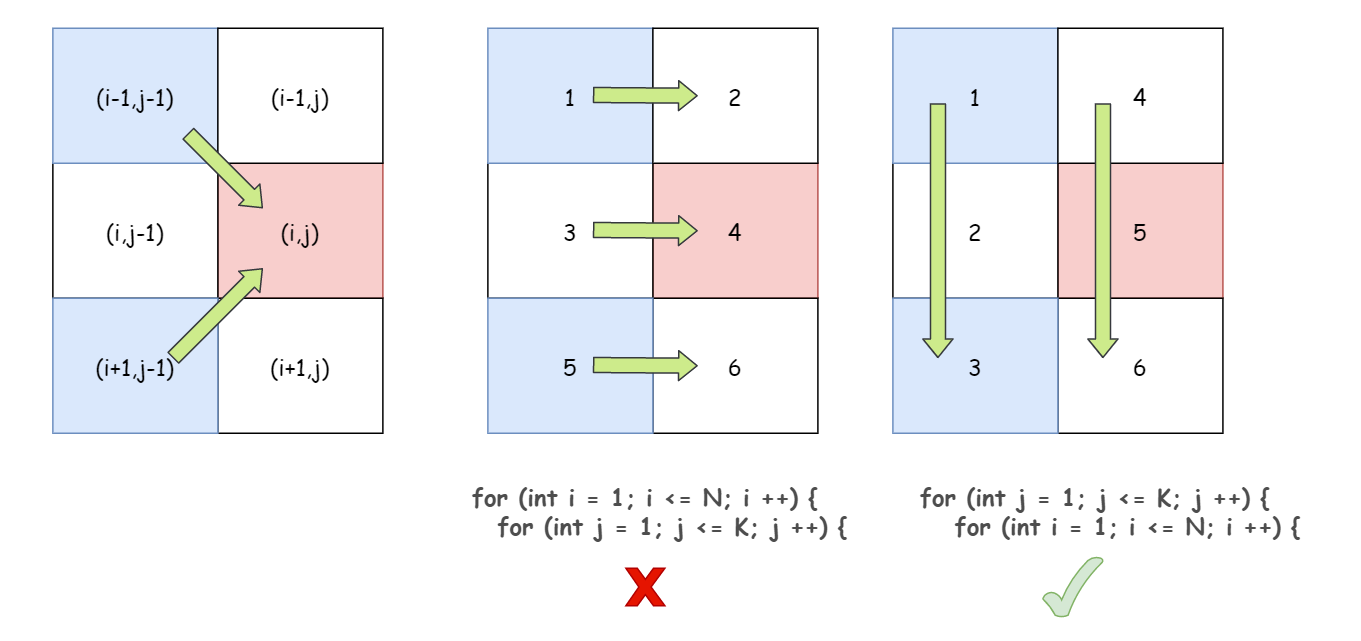 (i-1,j-1) (i-1,j)
(i,j-1) (i,j)
(i+1,j-1) (i+1,j)
1 2
3 4
5 6
for (int i = 1; i <= N; i ++) {
for (int j = 1; j <= K; j ++) {
X
1 4
2 5
3 6
for (int j = 1; j <= K; j ++) {
for (int i = 1; i <= N; i ++) {